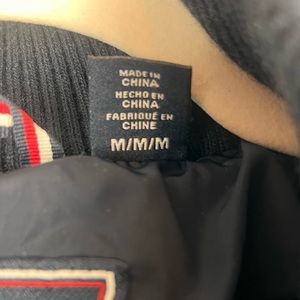 MADE IN
CHINA
HECHO EN
CHINA
FABRIQUÉ EN
CHINE
M/M/M